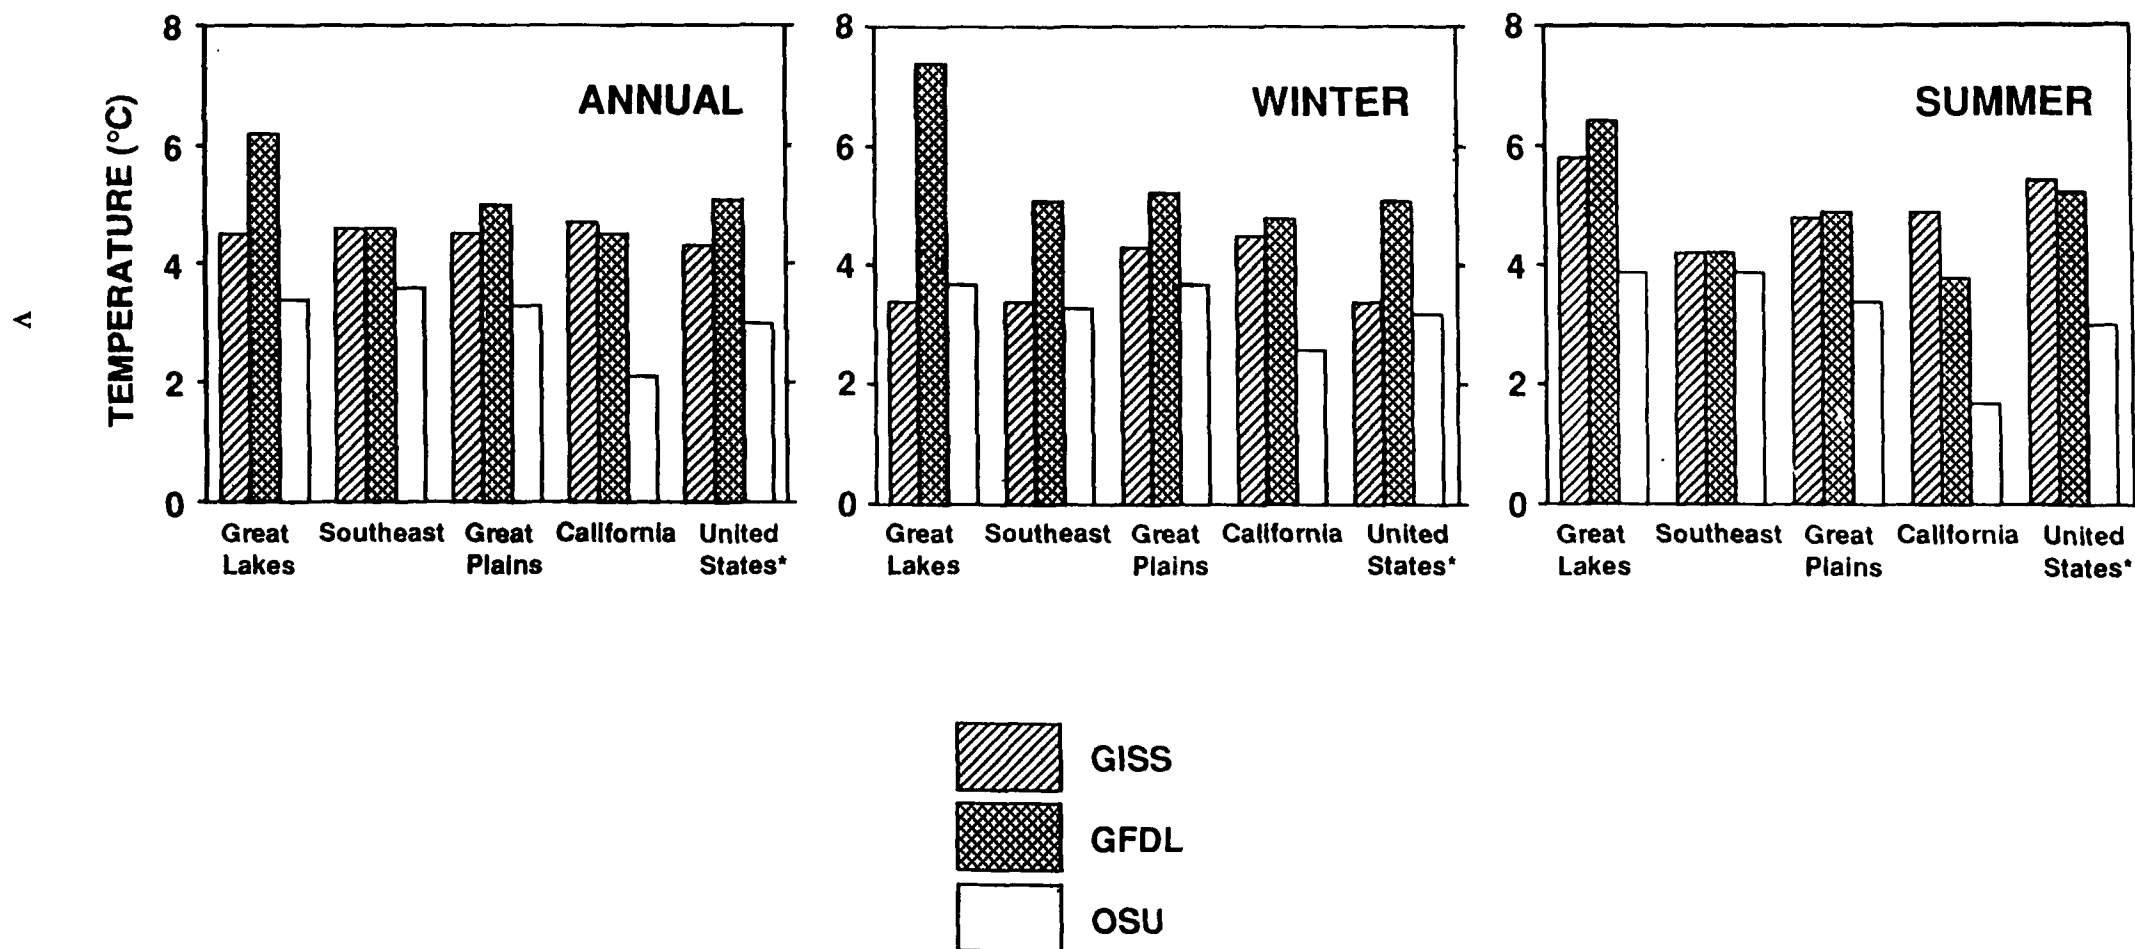 ANNUAL
8
6
4
2
0
TEMPERATURE (°C)
Great Lakes
Southeast
Great Plains
California
United States*
WINTER
8
6
4
2
0
Great Lakes
Southeast
Great Plains
California
United States*
SUMMER
8
6
4
2
0
Great Lakes
Southeast
Great Plains
California
United States*
GISS
GFDL
OSU